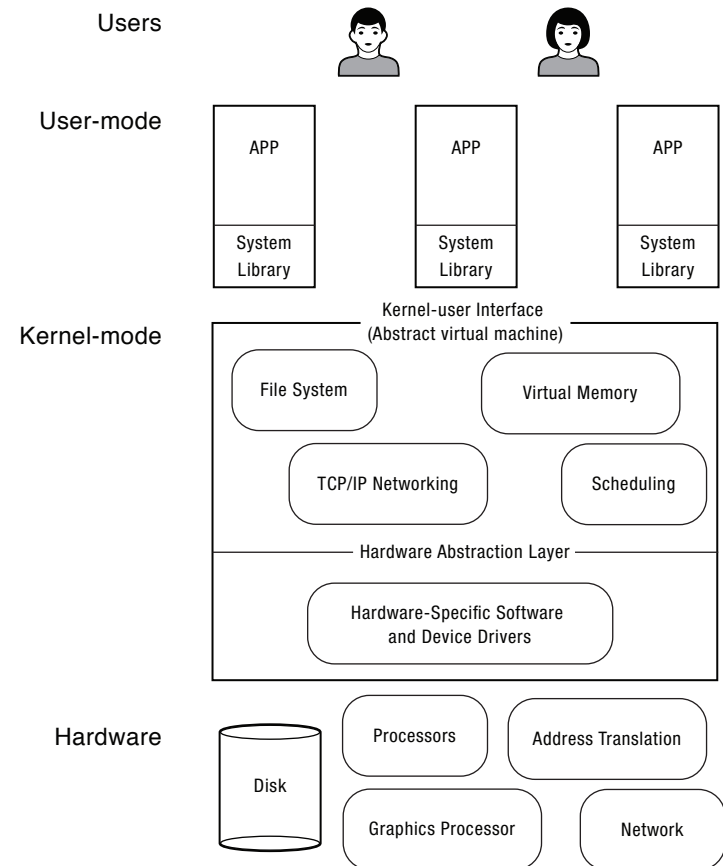 Users
User-mode
APP
System
Library
APP
System
Library
APP
System
Library
Kernel-mode
Kernel-user Interface
(Abstract virtual machine)
File System
Virtual Memory
TCP/IP Networking
Scheduling
Hardware Abstraction Layer
Hardware-Specific Software
and Device Drivers
Hardware
Disk
Processors
Address Translation
Graphics Processor
Network